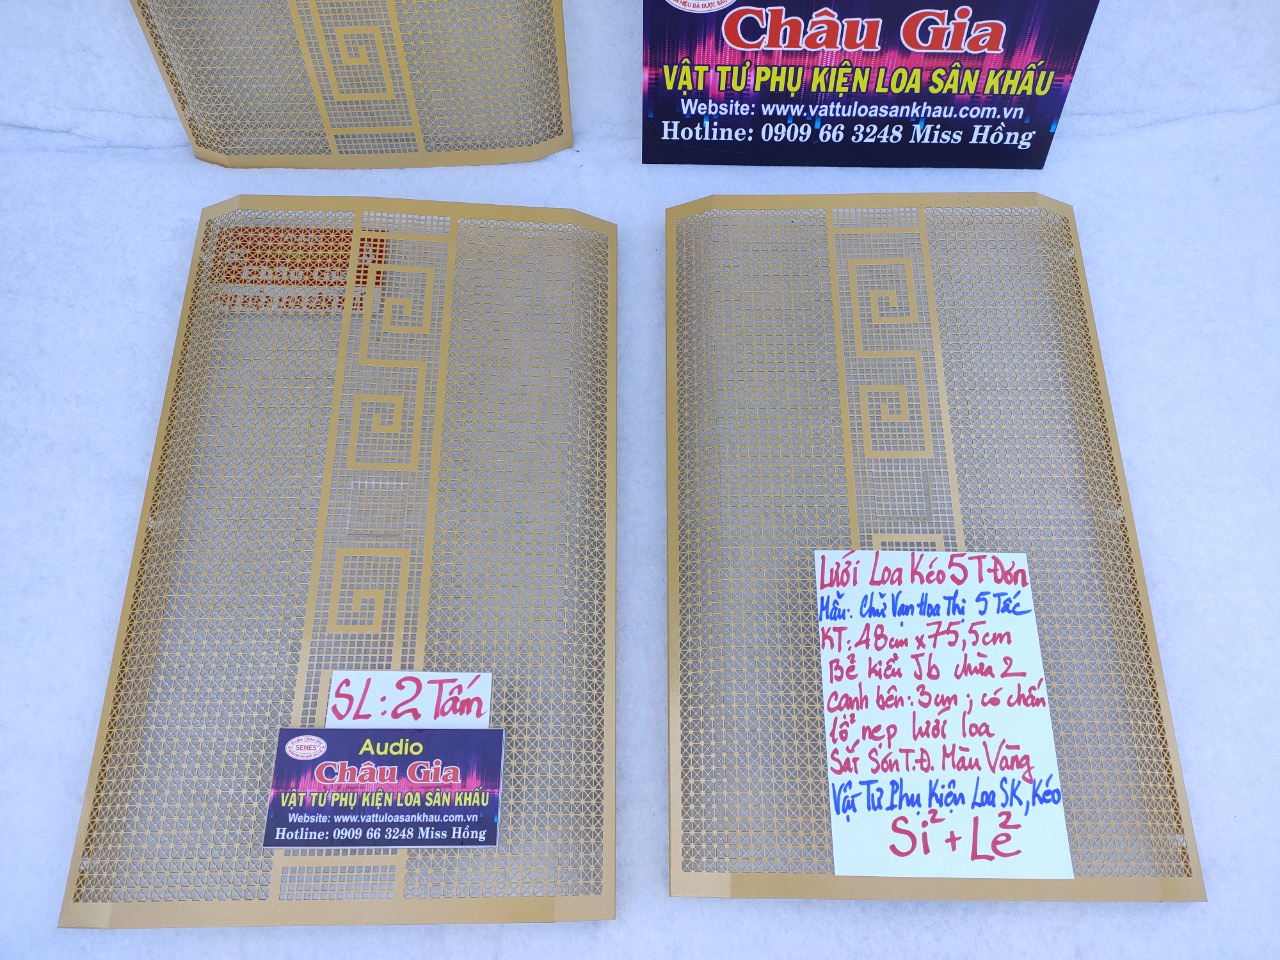 Châu Gia
VẬT TƯ PHỤ KIỆN LOA SÂN KHẤU
Website: www.vattuloasankhau.com.vn
Hotline: 0909 66 3248 Miss Hồng
Châu Gia
Lưới Loa Kéo 5T-Đơn
Mẫu: Chữ Vạn Hoa Thị 5 Tấc
KT: 48cm x 75,5cm
Bẻ kiểu Jb chừa 2
cạnh bên: 3cm; có chấn
lỗ nẹp lưới loa
Sắt Sơn T.Đ. Màu Vàng
Vật Tư Phụ Kiện Loa SK, Kéo
Sỉ + Lẻ
SL: 2 Tấm
SENES
Audio
Châu Gia
VẬT TƯ PHỤ KIỆN LOA SÂN KHẤU
Website: www.vattuloasankhau.com.vn
Hotline: 0909 66 3248 Miss Hồng